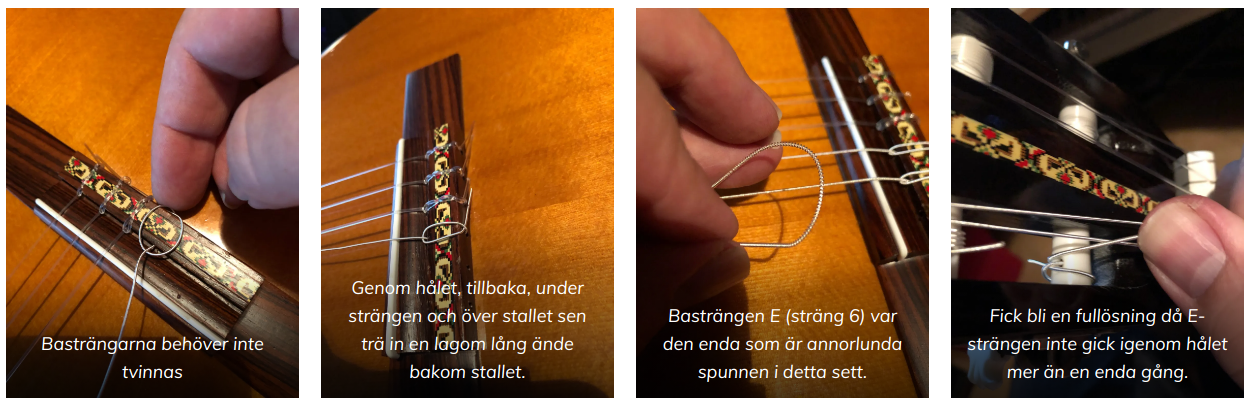 Bassträngarna behöver inte
tvinnas
Genom hålet, tillbaka, under
strängen och över stallet sen
trä in en lagom lång ände
bakom stallet.
Bassträngen E (sträng 6) var
den enda som är annorlunda
spunnen i detta sett.
Fick bli en fullösning då E-
strängen inte gick igenom hålet
mer än en enda gång.